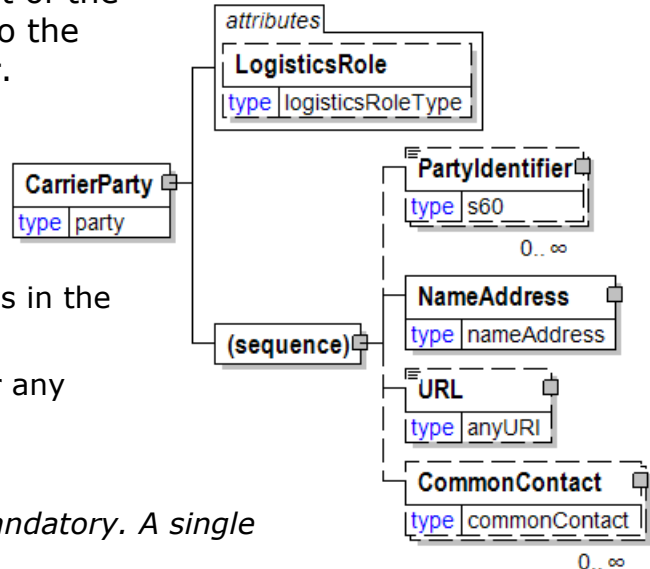 t of the
o the
r.
attributes
LogisticsRole
type logisticsRoleType
CarrierParty
type party
PartyIdentifier
type s60
0.. ∞
s in the
NameAddress
type nameAddress
(sequence)
r any
URL
type anyURI
andatory. A single
CommonContact
type commonContact
0.. ∞